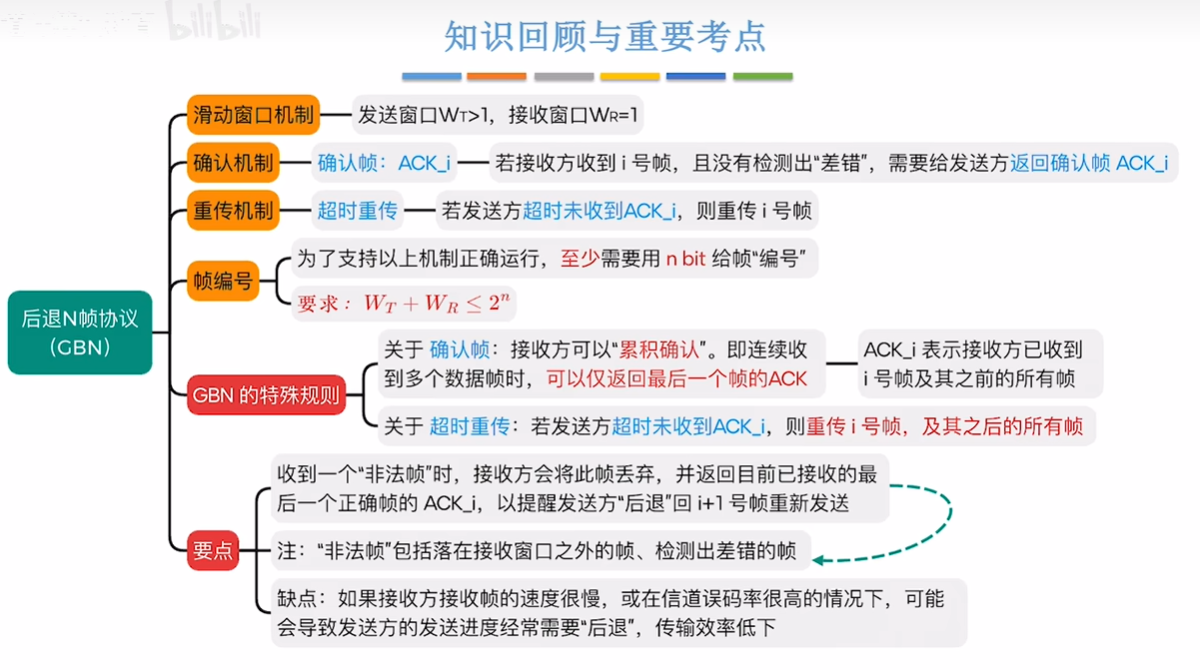 bilibili
知识回顾与重要考点
滑动窗口机制
发送窗口WT>1，接收窗口WR=1
确认机制
确认帧：ACK_i
若接收方收到 i 号帧，且没有检测出“差错”，需要给发送方返回确认帧 ACK_i
重传机制
超时重传
若发送方超时未收到ACK_i，则重传 i 号帧
帧编号
为了支持以上机制正确运行，至少需要用 n bit 给帧“编号”
要求：W_T + W_R ≤ 2^n
后退N帧协议
（GBN）
GBN 的特殊规则
关于 确认帧：接收方可以“累积确认”。即连续收
到多个数据帧时，可以仅返回最后一个帧的ACK
ACK_i 表示接收方已收到
i 号帧及其之前的所有帧
关于 超时重传：若发送方超时未收到ACK_i，则重传 i 号帧，及其之后的所有帧
要点
收到一个“非法帧”时，接收方会将此帧丢弃，并返回目前已接收的最
后一个正确帧的 ACK_i，以提醒发送方“后退”回 i+1 号帧重新发送
注：“非法帧”包括落在接收窗口之外的帧、检测出差错的帧
缺点：如果接收方接收帧的速度很慢，或在信道误码率很高的情况下，可能
会导致发送方的发送进度经常需要“后退”，传输效率低下